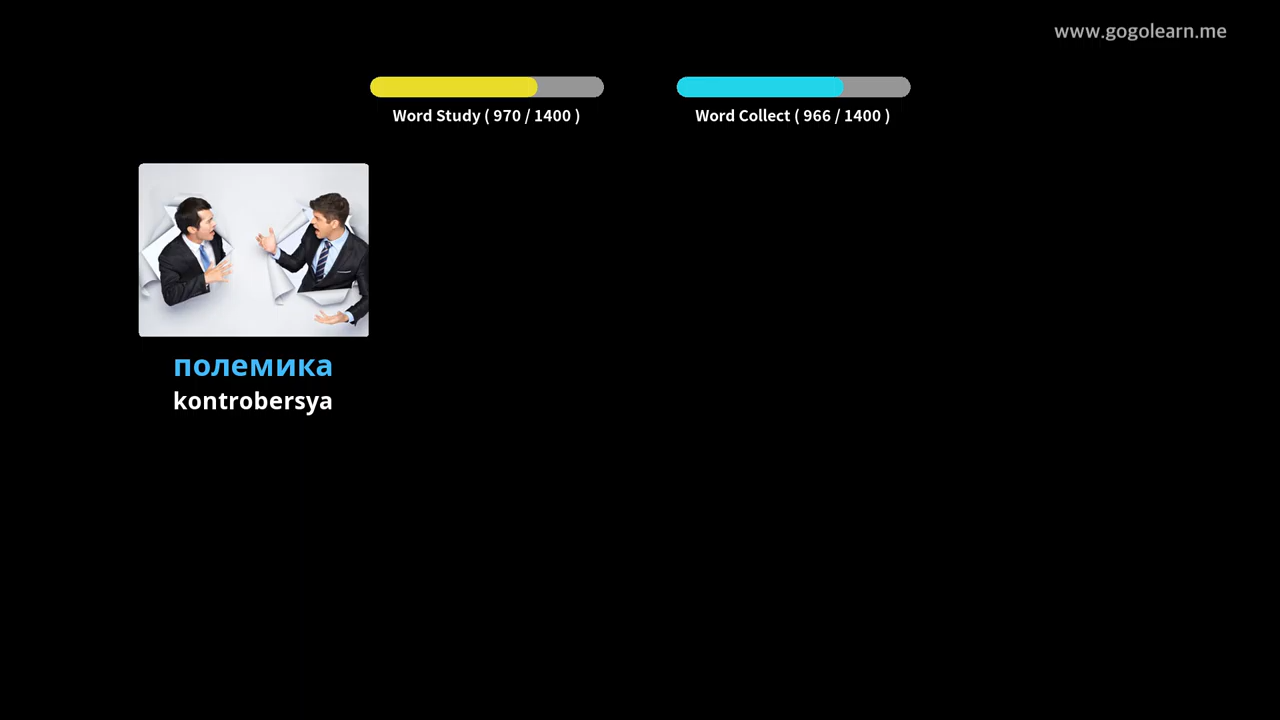 www.gogolearn.me
Word Study ( 970 / 1400 )
Word Collect ( 966 / 1400 )
полемика
kontrobersya